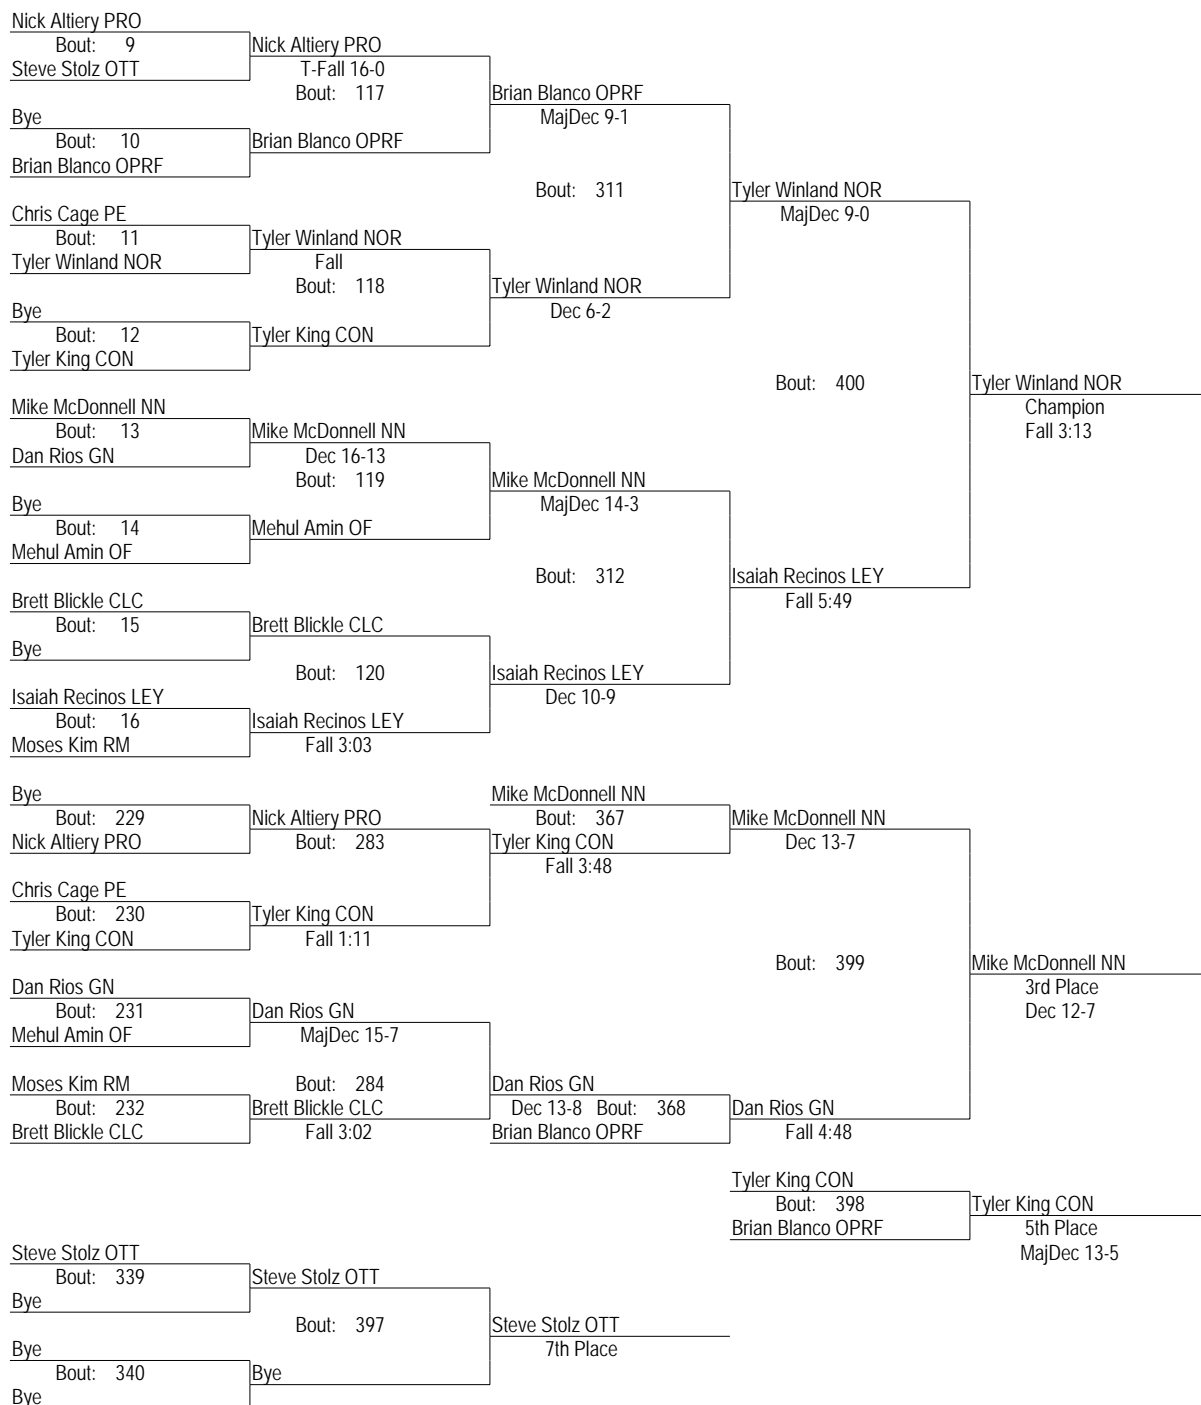 Nick Altiery PRO
Bout: 9
Nick Altiery PRO
Steve Stolz OTT
T-Fall 16-0
Bout: 117
Brian Blanco OPRF
Bye
MajDec 9-1
Bout: 10
Brian Blanco OPRF
Brian Blanco OPRF
Bout: 311
Tyler Winland NOR
Chris Cage PE
MajDec 9-0
Bout: 11
Tyler Winland NOR
Tyler Winland NOR
Fall
Bout: 118
Tyler Winland NOR
Bye
Dec 6-2
Bout: 12
Tyler King CON
Tyler King CON
Bout: 400
Tyler Winland NOR
Mike McDonnell NN
Champion
Bout: 13
Mike McDonnell NN
Fall 3:13
Dan Rios GN
Dec 16-13
Bout: 119
Mike McDonnell NN
Bye
MajDec 14-3
Bout: 14
Mehul Amin OF
Mehul Amin OF
Bout: 312
Isaiah Recinos LEY
Brett Blickle CLC
Fall 5:49
Bout: 15
Brett Blickle CLC
Bye
Bout: 120
Isaiah Recinos LEY
Isaiah Recinos LEY
Dec 10-9
Bout: 16
Isaiah Recinos LEY
Moses Kim RM
Fall 3:03
Bye
Mike McDonnell NN
Bout: 229
Nick Altiery PRO
Bout: 367
Mike McDonnell NN
Nick Altiery PRO
Bout: 283
Tyler King CON
Dec 13-7
Fall 3:48
Chris Cage PE
Bout: 230
Tyler King CON
Tyler King CON
Fall 1:11
Bout: 399
Mike McDonnell NN
Dan Rios GN
3rd Place
Bout: 231
Dan Rios GN
Dec 12-7
Mehul Amin OF
MajDec 15-7
Moses Kim RM
Bout: 284
Dan Rios GN
Bout: 232
Brett Blickle CLC
Dec 13-8 Bout: 368
Dan Rios GN
Brett Blickle CLC
Fall 3:02
Brian Blanco OPRF
Fall 4:48
Tyler King CON
Bout: 398
Tyler King CON
Brian Blanco OPRF
5th Place
Steve Stolz OTT
MajDec 13-5
Bout: 339
Steve Stolz OTT
Bye
Bout: 397
Steve Stolz OTT
Bye
7th Place
Bout: 340
Bye
Bye